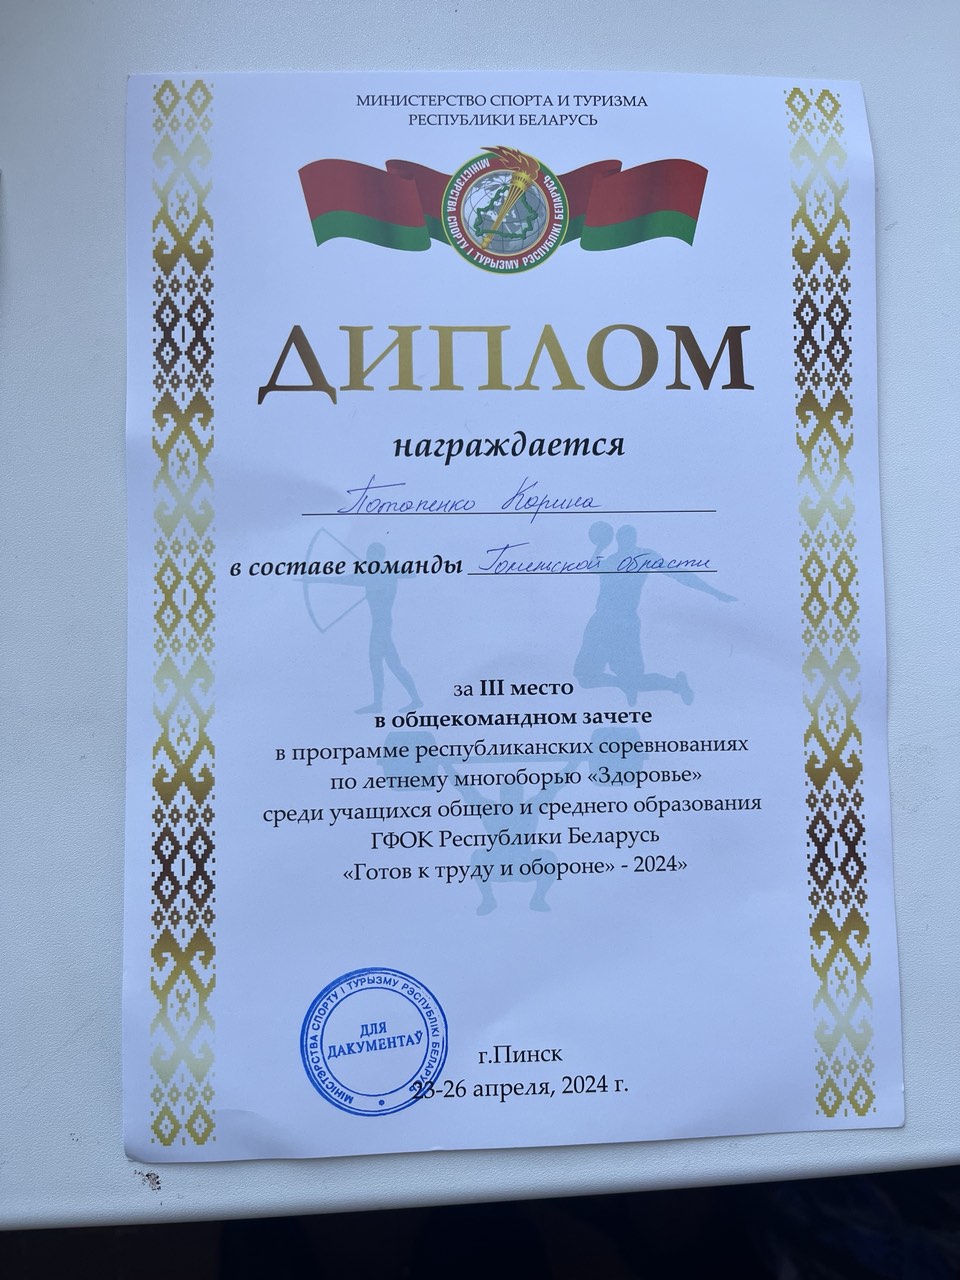 МИНИСТЕРСТВО СПОРТА И ТУРИЗМА
РЕСПУБЛИКИ БЕЛАРУСЬ
МІНІСТЭРСТВА СПОРТУ І ТУРЫЗМУ РЭСПУБЛІКІ БЕЛАРУСЬ
ДИПЛОМ
награждается
Потапенко Карина
в составе команды Гомельской области
за III место
в общекомандном зачете
в программе республиканских соревнованиях
по летнему многоборью «Здоровье»
среди учащихся общего и среднего образования
ГФОК Республики Беларусь
«Готов к труду и обороне» - 2024»
МІНІСТЭРСТВА СПОРТУ І ТУРЫЗМУ РЭСПУБЛІКІ БЕЛАРУСЬ
ДЛЯ
ДАКУМЕНТАЎ
г.Пинск
23-26 апреля, 2024 г.